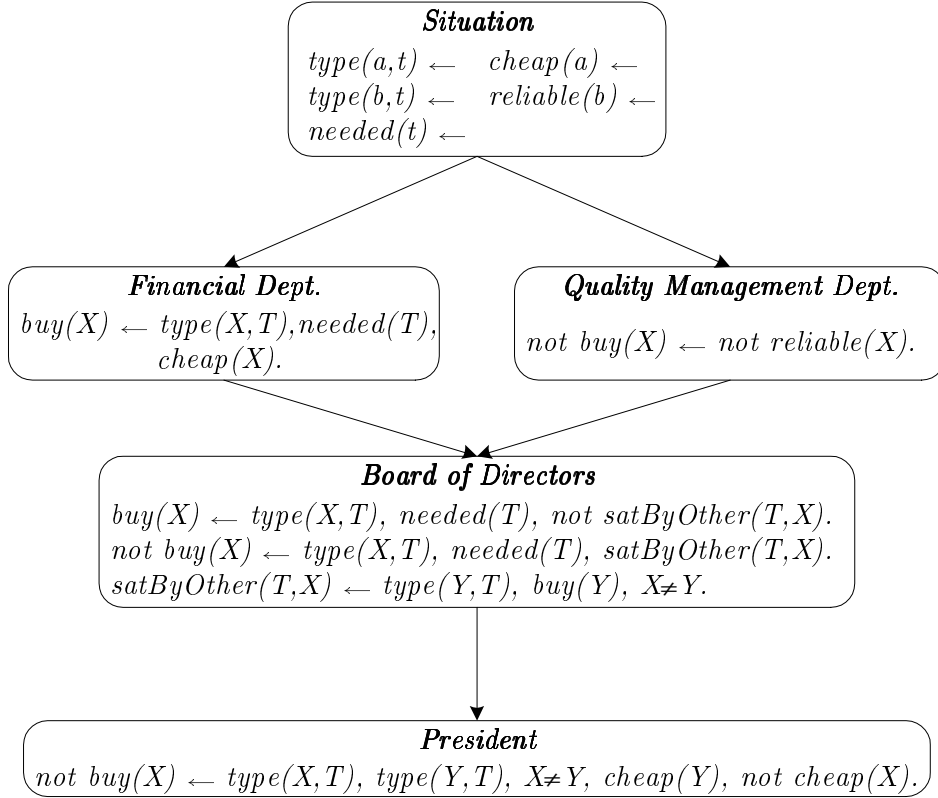 Situation
type(a,t) ← cheap(a) ←
type(b,t) ← reliable(b) ←
needed(t) ←
Financial Dept.
buy(X) ← type(X,T),needed(T),
cheap(X).
Quality Management Dept.
not buy(X) ← not reliable(X).
Board of Directors
buy(X) ← type(X,T), needed(T), not satByOther(T,X).
not buy(X) ← type(X,T), needed(T), satByOther(T,X).
satByOther(T,X) ← type(Y,T), buy(Y), X≠Y.
President
not buy(X) ← type(X,T), type(Y,T), X≠Y, cheap(Y), not cheap(X).